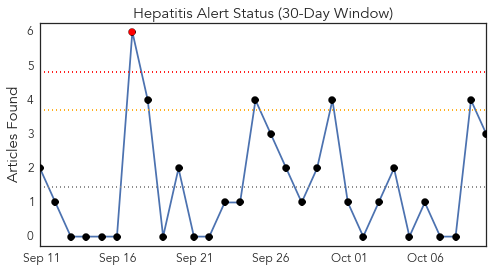 Hepatitis Alert Status (30-Day Window)
Articles Found
6
5
4
3
2
1
0
Sep 11 Sep 16 Sep 21 Sep 26 Oct 01 Oct 06